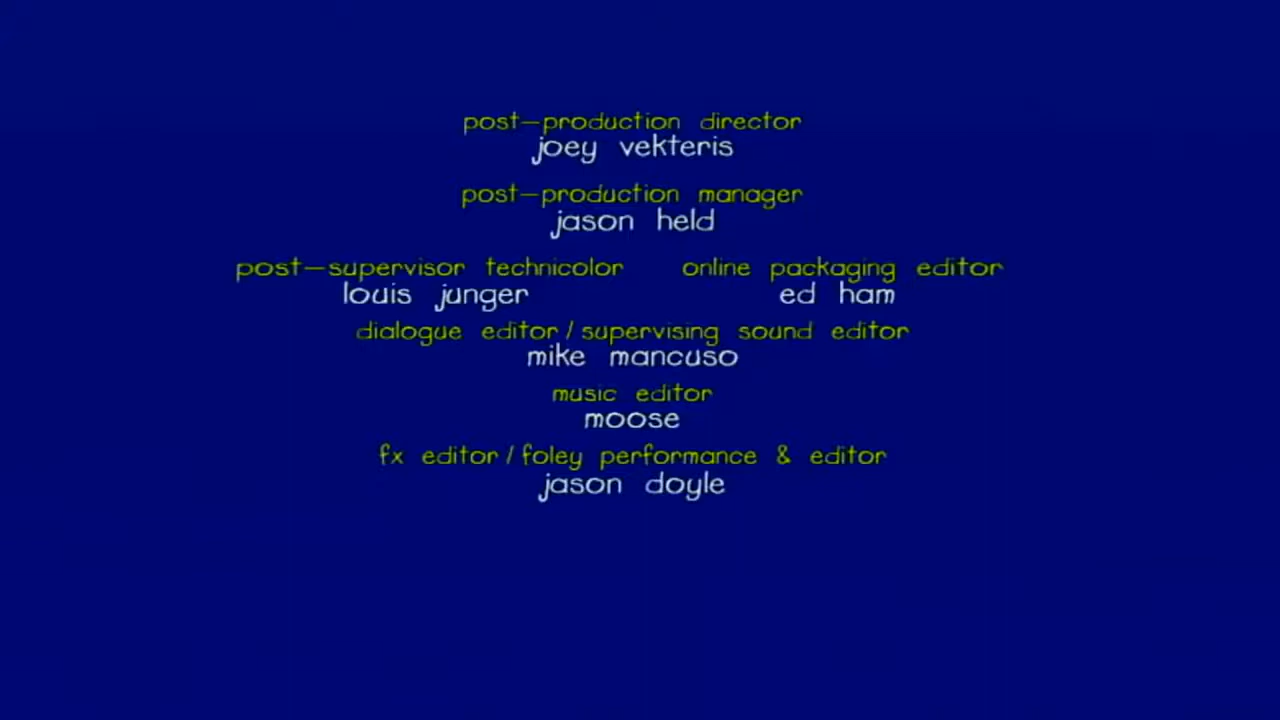 post-production director
joey vekteris
post-production manager
jason held
post-supervisor technicolor online packaging editor
louis junger ed ham
dialogue editor / supervising sound editor
mike mancuso
music editor
moose
fx editor / foley performance & editor
jason doyle